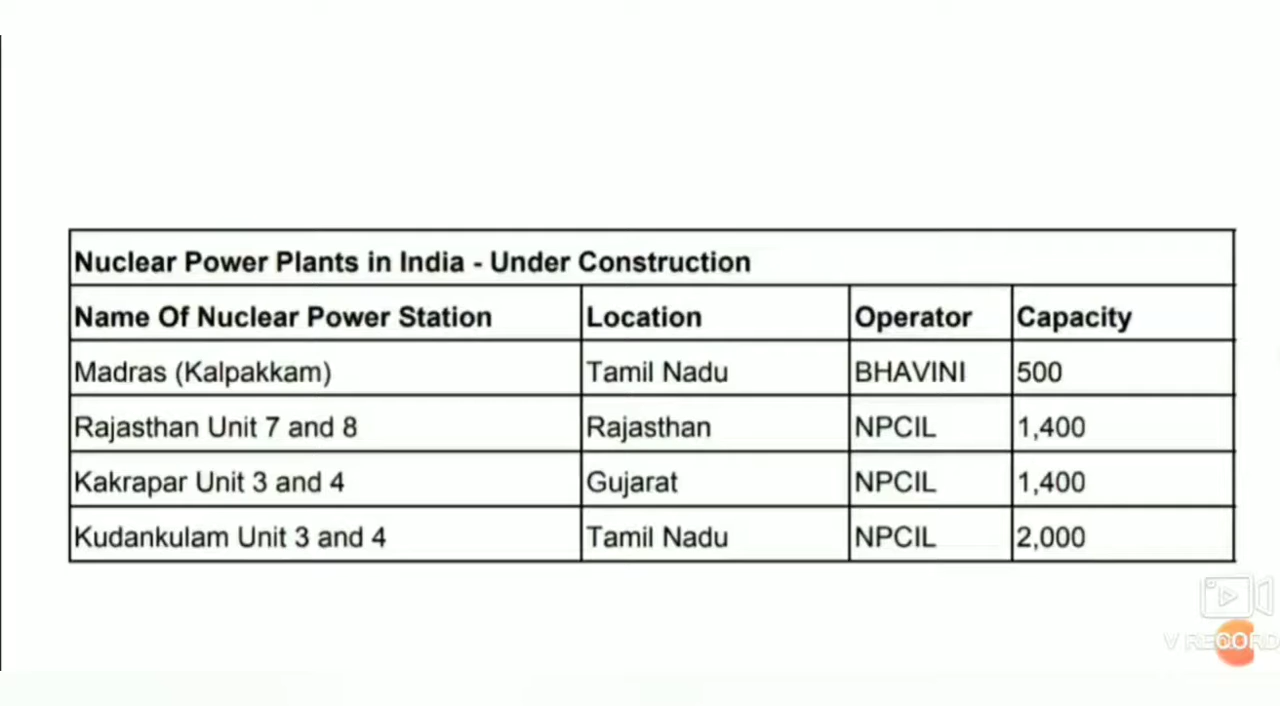 Nuclear Power Plants in India - Under Construction
Name Of Nuclear Power Station Location Operator Capacity
Madras (Kalpakkam) Tamil Nadu BHAVINI 500
Rajasthan Unit 7 and 8 Rajasthan NPCIL 1,400
Kakrapar Unit 3 and 4 Gujarat NPCIL 1,400
Kudankulam Unit 3 and 4 Tamil Nadu NPCIL 2,000
V RECORD